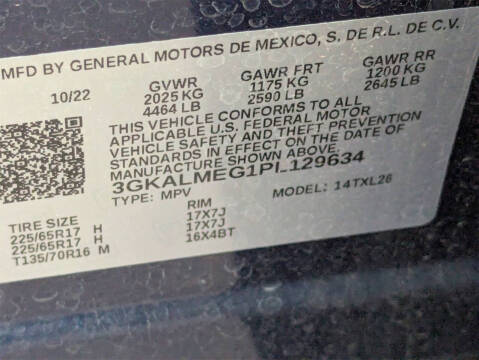 MFD BY GENERAL MOTORS DE MEXICO, S. DE R.L. DE C.V.
10/22 GVWR GAWR FRT GAWR RR
2025 KG 1175 KG 1200 KG
4464 LB 2590 LB 2645 LB
THIS VEHICLE CONFORMS TO ALL
APPLICABLE U.S. FEDERAL MOTOR
VEHICLE SAFETY AND THEFT PREVENTION
STANDARDS IN EFFECT ON THE DATE OF
MANUFACTURE SHOWN ABOVE.
3GKALMEG1PL129634
TYPE: MPV MODEL: 14TXL26
TIRE SIZE RIM
225/65R17 H 17X7J
225/65R17 H 17X7J
T135/70R16 M 16X4BT